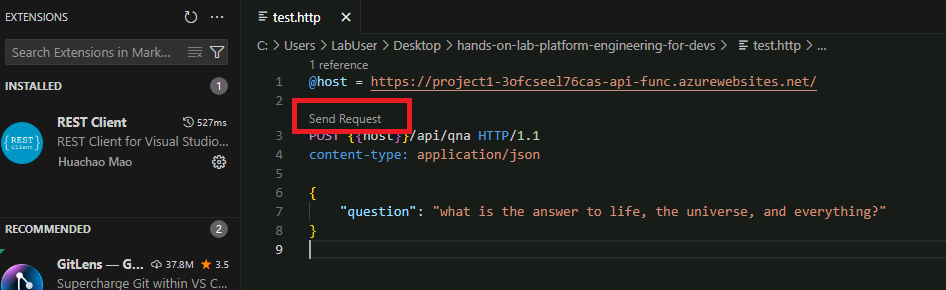 EXTENSIONS
Search Extensions in Mark...
INSTALLED
1
REST Client
527ms
{REST}
Client
REST Client for Visual Studio...
Huachao Mao
RECOMMENDED
2
GitLens — G...
37.8M
3.5
Supercharge Git within VS C
test.http
C: > Users > LabUser > Desktop > hands-on-lab-platform-engineering-for-devs > test.http > ...
1 reference
1 @host = https://project1-3ofcseel76cas-api-func.azurewebsites.net/
2
Send Request
3 POST {{host}}/api/qna HTTP/1.1
4 content-type: application/json
5
6 {
7 "question": "what is the answer to life, the universe, and everything?"
8 }
9